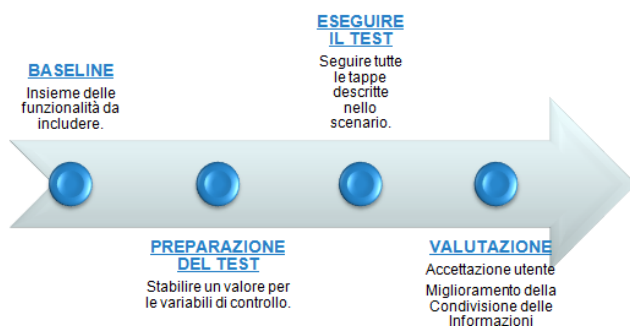 BASELINE
Insieme delle
funzionalità da
includere.
PREPARAZIONE
DEL TEST
Stabilire un valore per
le variabili di controllo.
ESEGUIRE
IL TEST
Seguire tutte
le tappe
descritte
nello
scenario.
VALUTAZIONE
Accettazione utente
Miglioramento della
Condivisione delle
Informazioni